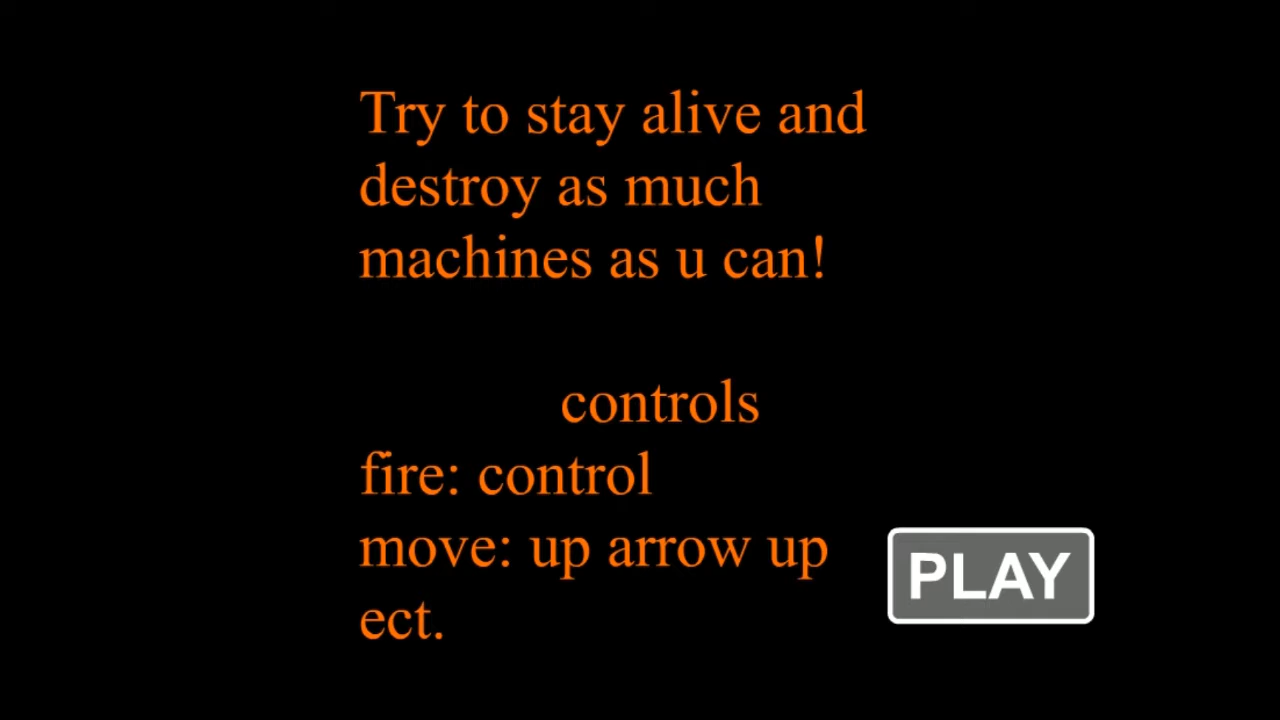 Try to stay alive and
destroy as much
machines as u can!
controls
fire: control
move: up arrow up
ect.
PLAY